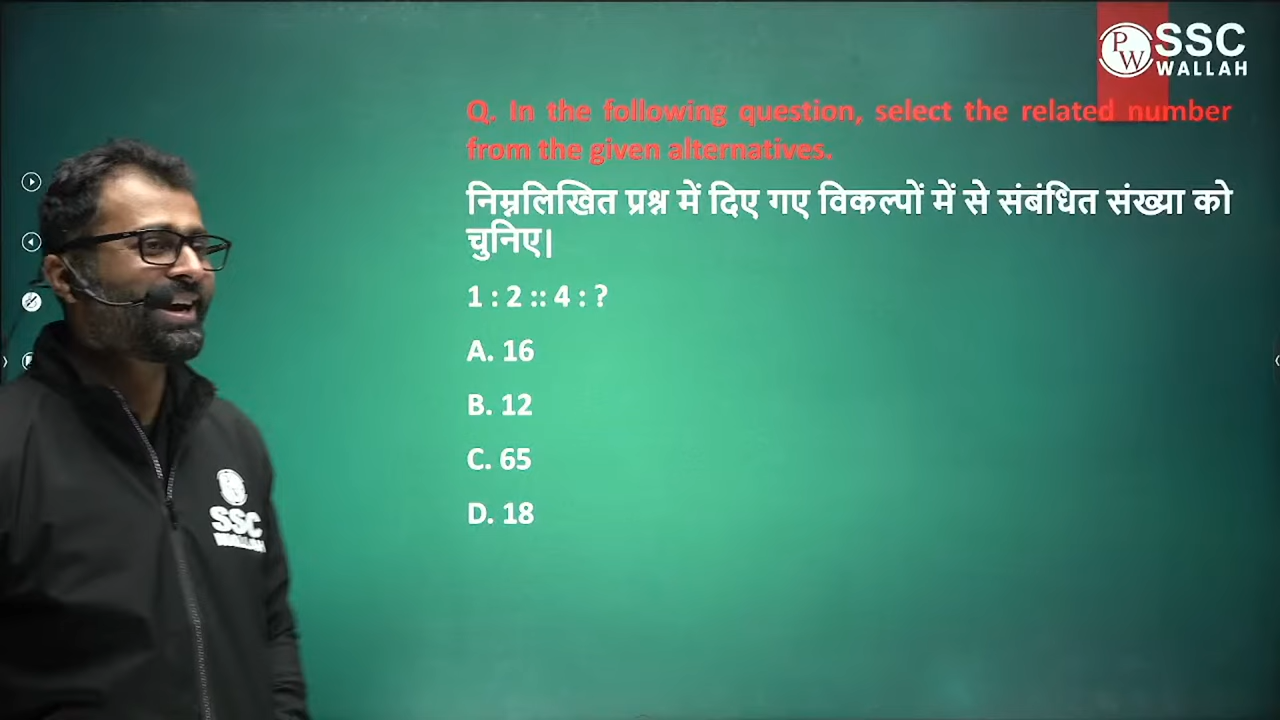 PW SSC
WALLAH
Q. In the following question, select the related number
from the given alternatives.
निम्नलिखित प्रश्न में दिए गए विकल्पों में से संबंधित संख्या को
चुनिए।
1 : 2 :: 4 : ?
A. 16
B. 12
C. 65
D. 18
SSC
WALLAH